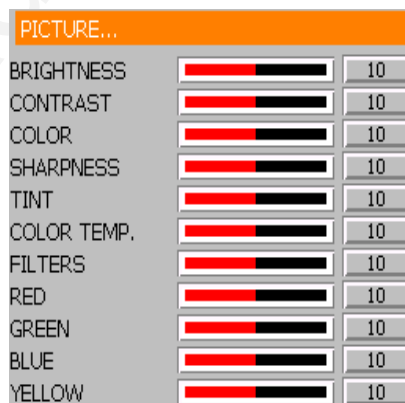 PICTURE...
BRIGHTNESS 10
CONTRAST 10
COLOR 10
SHARPNESS 10
TINT 10
COLOR TEMP. 10
FILTERS 10
RED 10
GREEN 10
BLUE 10
YELLOW 10